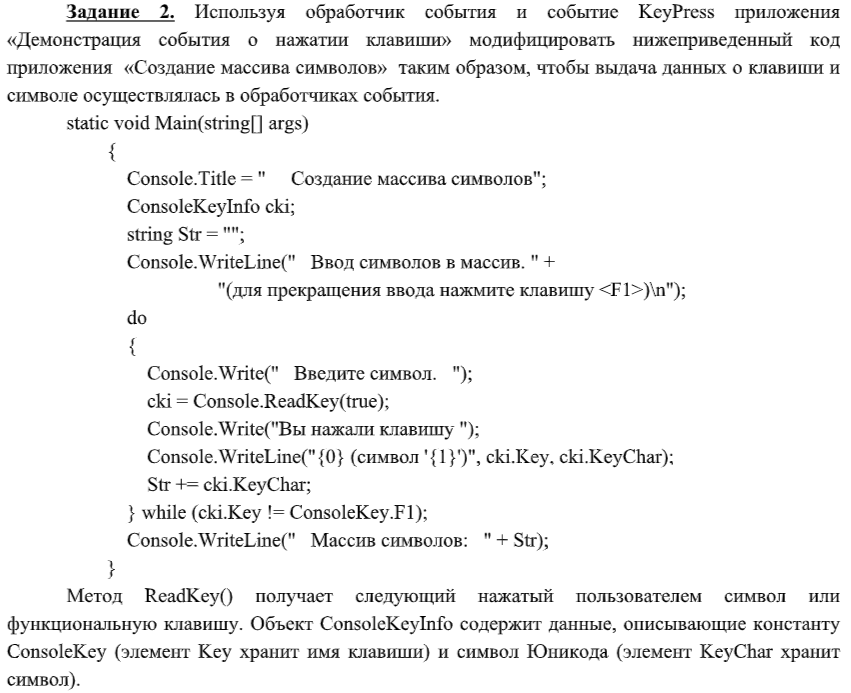 Задание 2. Используя обработчик события и событие KeyPress приложения
«Демонстрация события о нажатии клавиши» модифицировать нижеприведенный код
приложения «Создание массива символов» таким образом, чтобы выдача данных о клавиши и
символе осуществлялась в обработчиках события.
static void Main(string[] args)
{
Console.Title = "    Создание массива символов";
ConsoleKeyInfo cki;
string Str = "";
Console.WriteLine("   Ввод символов в массив. " +
"(для прекращения ввода нажмите клавишу <F1>)\n");
do
{
Console.Write("   Введите символ.   ");
cki = Console.ReadKey(true);
Console.Write("Вы нажали клавишу ");
Console.WriteLine("{0} (символ '{1}')", cki.Key, cki.KeyChar);
Str += cki.KeyChar;
} while (cki.Key != ConsoleKey.F1);
Console.WriteLine("   Массив символов:   " + Str);
}
Метод ReadKey() получает следующий нажатый пользователем символ или
функциональную клавишу. Объект ConsoleKeyInfo содержит данные, описывающие константу
ConsoleKey (элемент Key хранит имя клавиши) и символ Юникода (элемент KeyChar хранит
символ).